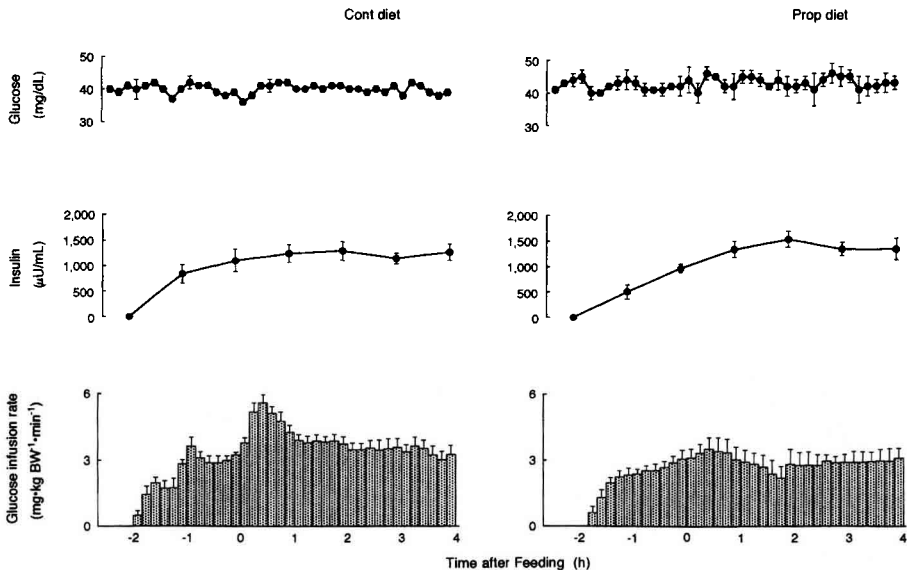 Cont diet
Prop diet
Glucose
(mg/dL)
50
40
30
50
40
30
Insulin
(µU/mL)
2,000
1,500
1,000
500
0
2,000
1,500
1,000
500
0
Glucose infusion rate
(mg·kg BW⁻¹·min⁻¹)
6
3
0
-2 -1 0 1 2 3 4
6
3
0
-2 -1 0 1 2 3 4
Time after Feeding (h)